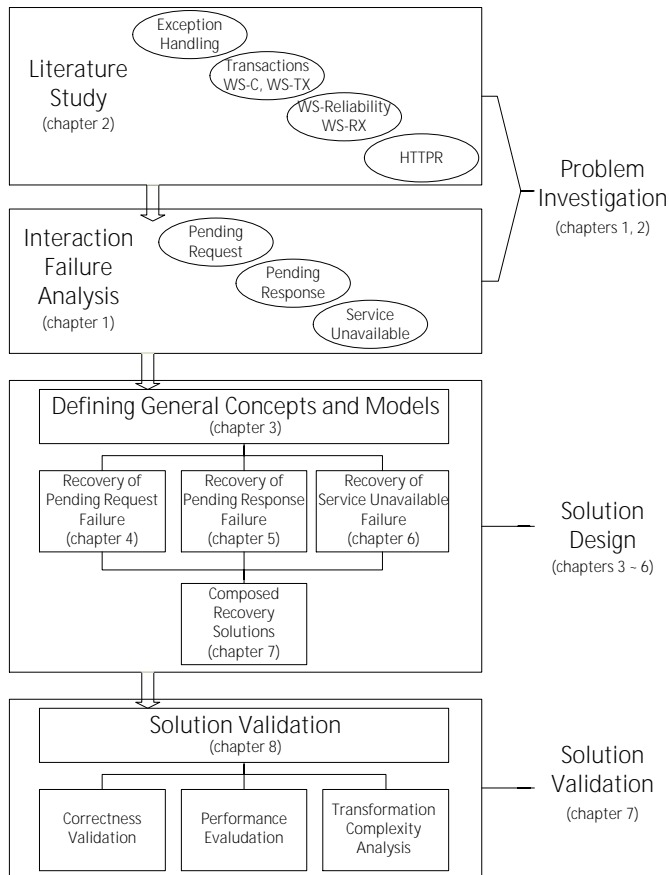 Literature
Study
(chapter 2)
Exception
Handling
Transactions
WS-C, WS-TX
WS-Reliability
WS-RX
HTTPR
Problem
Investigation
(chapters 1, 2)
Interaction
Failure
Analysis
(chapter 1)
Pending
Request
Pending
Response
Service
Unavailable
Defining General Concepts and Models
(chapter 3)
Recovery of
Pending Request
Failure
(chapter 4)
Recovery of
Pending Response
Failure
(chapter 5)
Recovery of
Service Unavailable
Failure
(chapter 6)
Composed
Recovery
Solutions
(chapter 7)
Solution
Design
(chapters 3 ~ 6)
Solution Validation
(chapter 8)
Correctness
Validation
Performance
Evaludation
Transformation
Complexity
Analysis
Solution
Validation
(chapter 7)